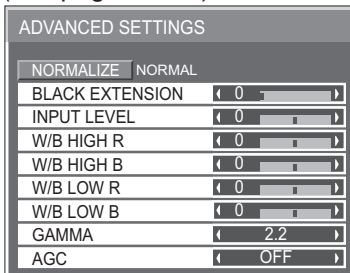 ADVANCED SETTINGS
NORMALIZE NORMAL
BLACK EXTENSION 0
INPUT LEVEL 0
W/B HIGH R 0
W/B HIGH B 0
W/B LOW R 0
W/B LOW B 0
GAMMA 2.2
AGC OFF